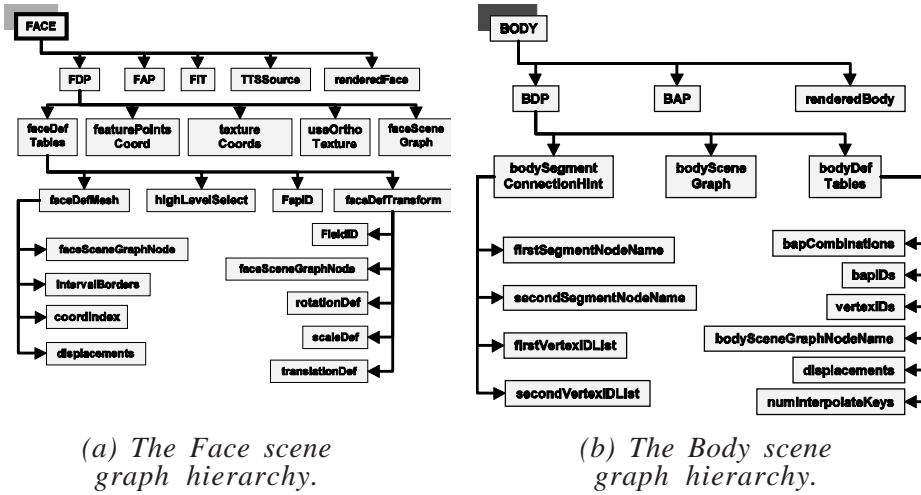 FACE
FDP
FAP
FIT
TTSSource
renderedFace
faceDef
Tables
featurePoints
Coord
texture
Coords
useOrtho
Texture
faceScene
Graph
faceDefMesh
highLevelSelect
FapID
faceDefTransform
faceSceneGraphNode
IntervalBorders
coordIndex
displacements
FieldID
faceSceneGraphNode
rotationDef
scaleDef
translationDef
(a) The Face scene
graph hierarchy.
BODY
BDP
BAP
renderedBody
bodySegment
ConnectionHint
bodyScene
Graph
bodyDef
Tables
firstSegmentNodeName
secondSegmentNodeName
firstVertexIDList
secondVertexIDList
bapCombinations
bapIDs
vertexIDs
bodySceneGraphNodeName
displacements
numInterpolateKeys
(b) The Body scene
graph hierarchy.